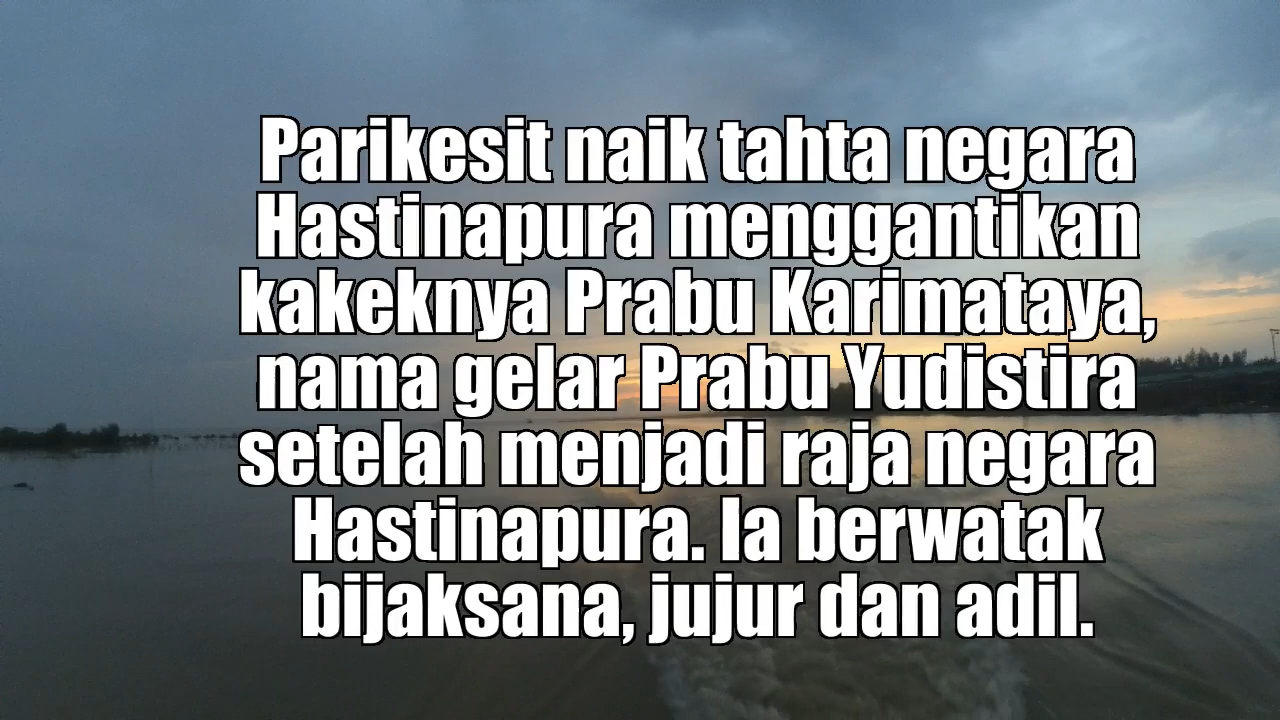 Parikesit naik tahta negara
Hastinapura menggantikan
kakeknya Prabu Karimataya,
nama gelar Prabu Yudistira
setelah menjadi raja negara
Hastinapura. Ia berwatak
bijaksana, jujur dan adil.